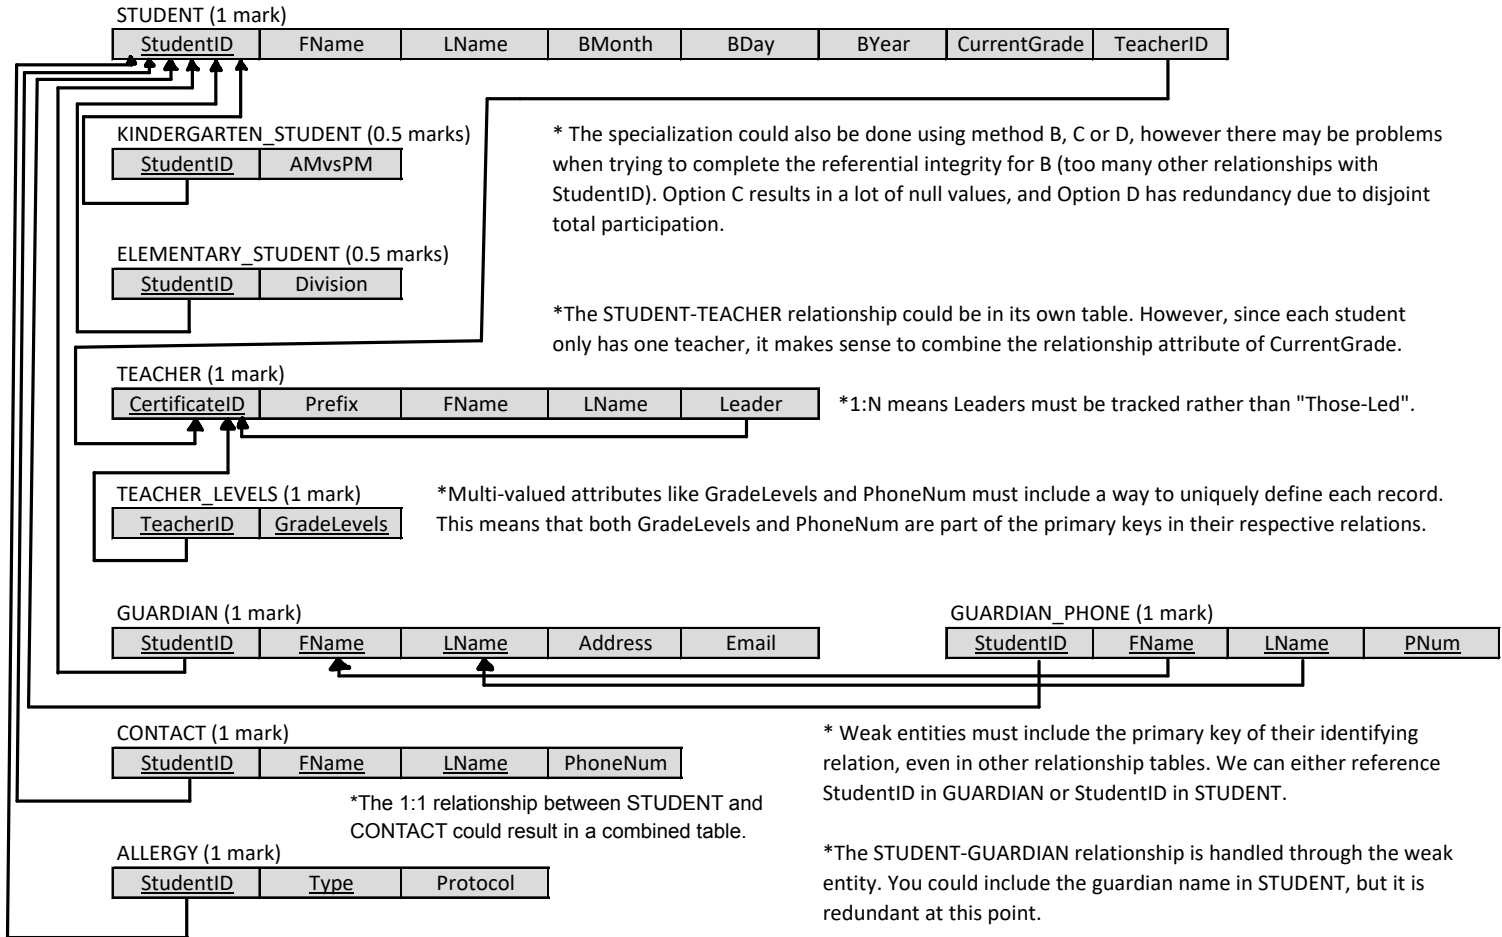 STUDENT (1 mark)
StudentID FName LName BMonth BDay BYear CurrentGrade TeacherID
KINDERGARTEN_STUDENT (0.5 marks)
StudentID AMvsPM
* The specialization could also be done using method B, C or D, however there may be problems
when trying to complete the referential integrity for B (too many other relationships with
StudentID). Option C results in a lot of null values, and Option D has redundancy due to disjoint
total participation.
ELEMENTARY_STUDENT (0.5 marks)
StudentID Division
*The STUDENT-TEACHER relationship could be in its own table. However, since each student
only has one teacher, it makes sense to combine the relationship attribute of CurrentGrade.
TEACHER (1 mark)
CertificateID Prefix FName LName Leader
*1:N means Leaders must be tracked rather than "Those-Led".
TEACHER_LEVELS (1 mark)
TeacherID GradeLevels
*Multi-valued attributes like GradeLevels and PhoneNum must include a way to uniquely define each record.
This means that both GradeLevels and PhoneNum are part of the primary keys in their respective relations.
GUARDIAN (1 mark)
StudentID FName LName Address Email
GUARDIAN_PHONE (1 mark)
StudentID FName LName PNum
CONTACT (1 mark)
StudentID FName LName PhoneNum
*The 1:1 relationship between STUDENT and
CONTACT could result in a combined table.
* Weak entities must include the primary key of their identifying
relation, even in other relationship tables. We can either reference
StudentID in GUARDIAN or StudentID in STUDENT.
ALLERGY (1 mark)
StudentID Type Protocol
*The STUDENT-GUARDIAN relationship is handled through the weak
entity. You could include the guardian name in STUDENT, but it is
redundant at this point.